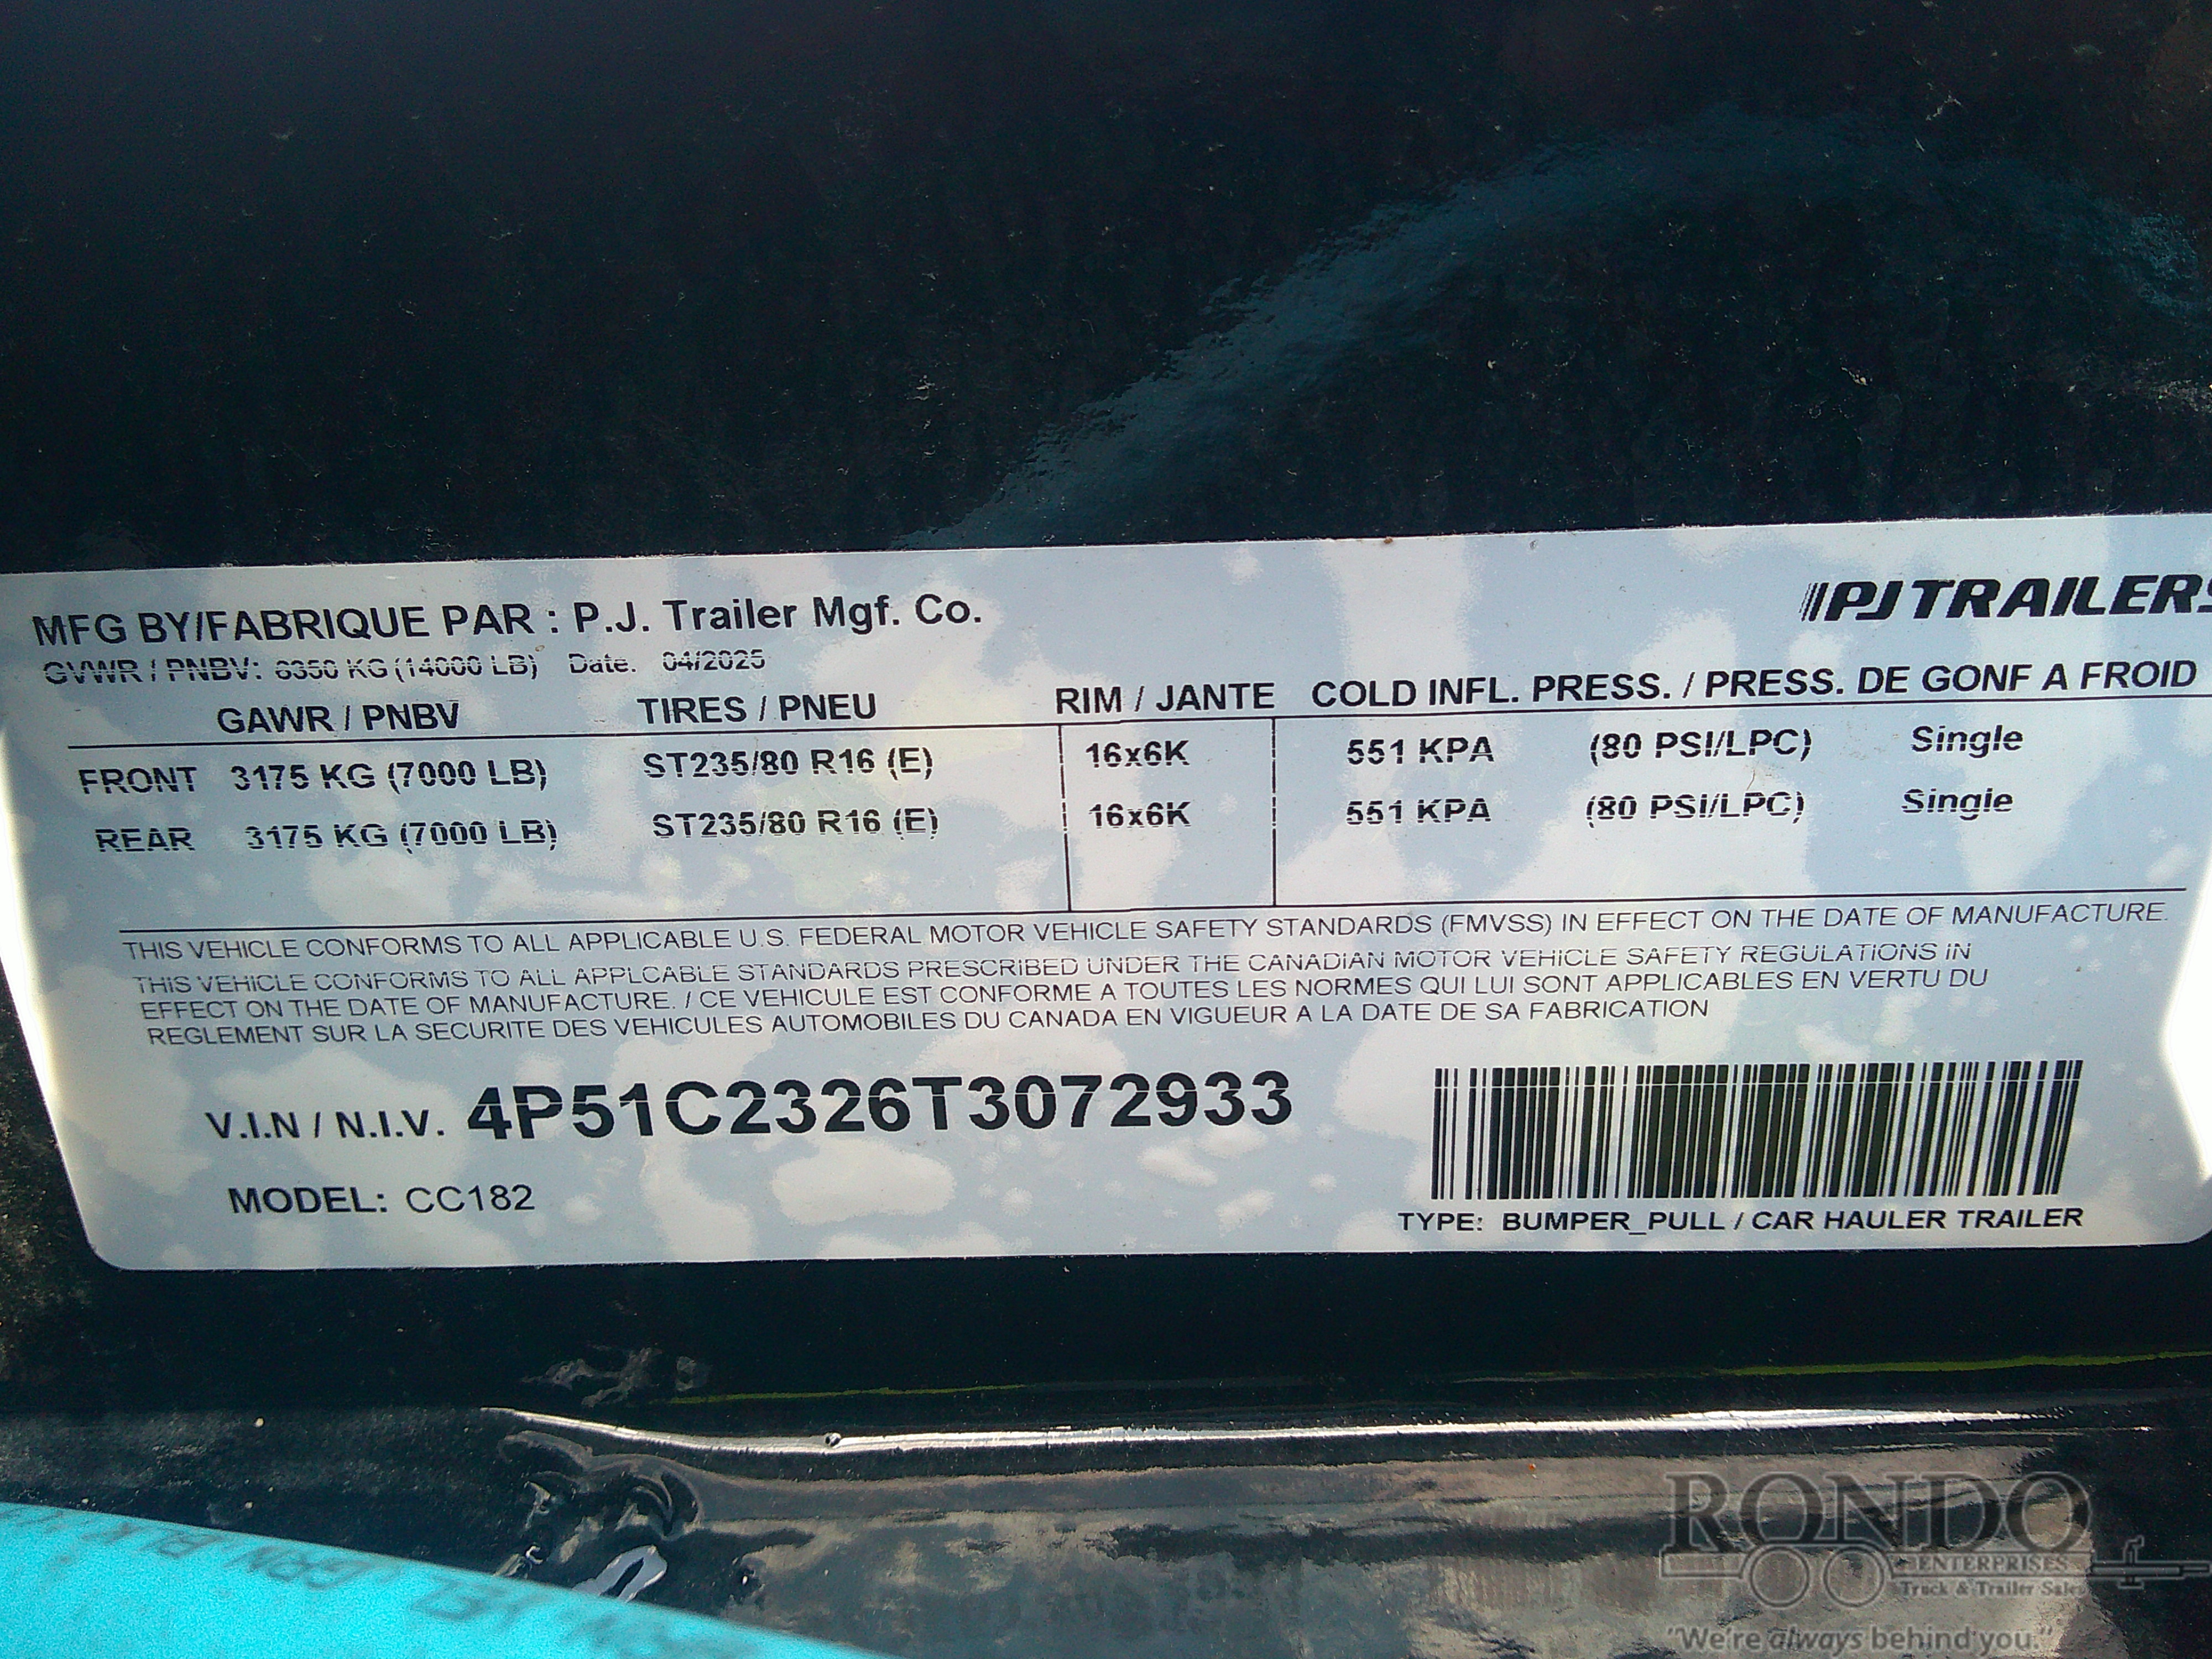 PJ TRAILERS
MFG BY/FABRIQUE PAR : P.J. Trailer Mgf. Co.
GVWR / PNBV: 6350 KG (14000 LB) Date: 04/2025
GAWR / PNBV TIRES / PNEU RIM / JANTE COLD INFL. PRESS. / PRESS. DE GONF A FROID
FRONT 3175 KG (7000 LB) ST235/80 R16 (E) 16x6K 551 KPA (80 PSI/LPC) Single
REAR 3175 KG (7000 LB) ST235/80 R16 (E) 16x6K 551 KPA (80 PSI/LPC) Single
THIS VEHICLE CONFORMS TO ALL APPLICABLE U.S. FEDERAL MOTOR VEHICLE SAFETY STANDARDS (FMVSS) IN EFFECT ON THE DATE OF MANUFACTURE.
THIS VEHICLE CONFORMS TO ALL APPLCABLE STANDARDS PRESCRIBED UNDER THE CANADIAN MOTOR VEHICLE SAFETY REGULATIONS IN
EFFECT ON THE DATE OF MANUFACTURE. / CE VEHICULE EST CONFORME A TOUTES LES NORMES QUI LUI SONT APPLICABLES EN VERTU DU
REGLEMENT SUR LA SECURITE DES VEHICULES AUTOMOBILES DU CANADA EN VIGUEUR A LA DATE DE SA FABRICATION
V.I.N / N.I.V. 4P51C2326T3072933
MODEL: CC182
TYPE: BUMPER_PULL / CAR HAULER TRAILER
YEL GRN BLK
RONDO
ENTERPRISES
Truck & Trailer Sales
"We're always behind you."